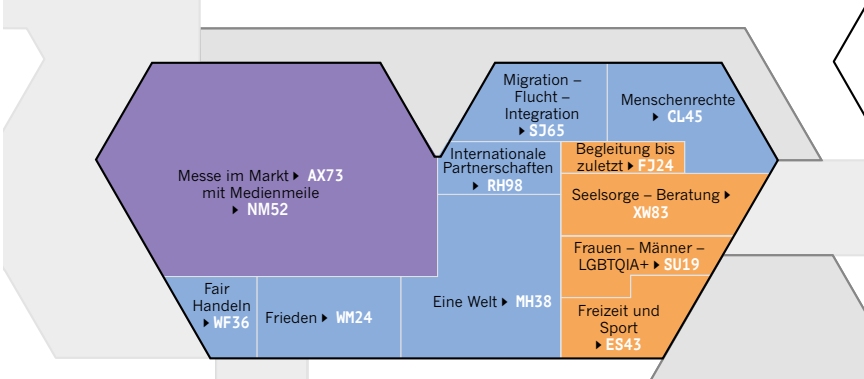 Messe im Markt ▸ AX73
mit Medienmeile
▸ NM52
Migration –
Flucht –
Integration
▸ SJ65
Menschenrechte
▸ CL45
Internationale
Partnerschaften
▸ RH98
Begleitung bis
zuletzt ▸ FJ24
Seelsorge – Beratung ▸
XW83
Frauen – Männer –
LGBTQIA+ ▸ SU19
Fair
Handeln
▸ WF36
Frieden ▸ WM24
Eine Welt ▸ MH38
Freizeit und
Sport
▸ ES43